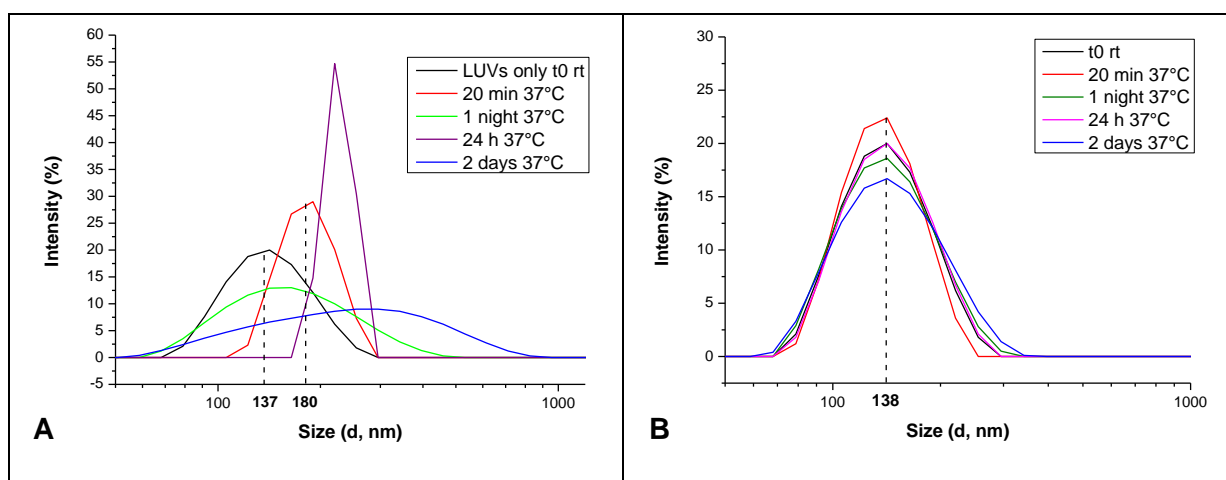 60
55
50
45
40
35
30
25
20
15
10
5
0
-5
Intensity (%)
LUVs only t0 rt
20 min 37°C
1 night 37°C
24 h 37°C
2 days 37°C
100 137 180 1000
Size (d, nm)
A
30
25
20
15
10
5
0
Intensity (%)
t0 rt
20 min 37°C
1 night 37°C
24 h 37°C
2 days 37°C
100 138 1000
Size (d, nm)
B